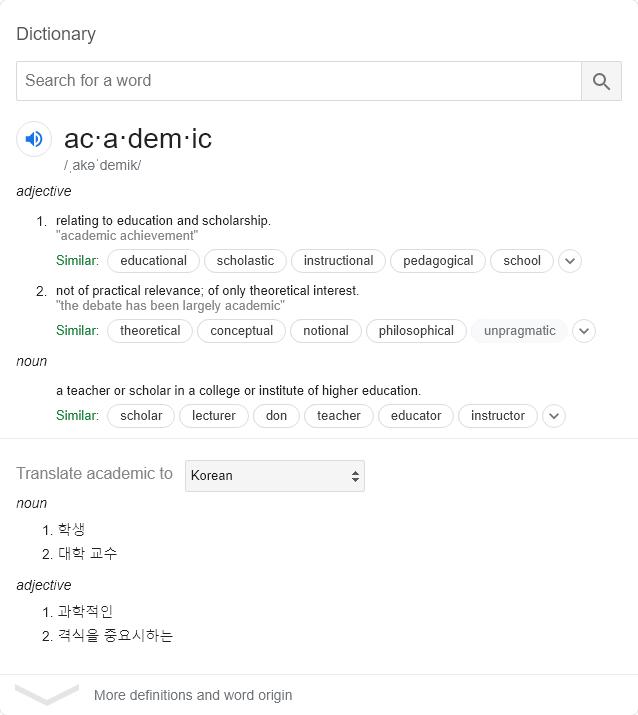 Dictionary
Search for a word
ac·a·dem·ic
/ˌakəˈdemik/
adjective
1. relating to education and scholarship.
"academic achievement"
Similar: educational scholastic instructional pedagogical school
2. not of practical relevance; of only theoretical interest.
"the debate has been largely academic"
Similar: theoretical conceptual notional philosophical unpragmatic
noun
a teacher or scholar in a college or institute of higher education.
Similar: scholar lecturer don teacher educator instructor
Translate academic to Korean
noun
1. 학생
2. 대학 교수
adjective
1. 과학적인
2. 격식을 중요시하는
More definitions and word origin